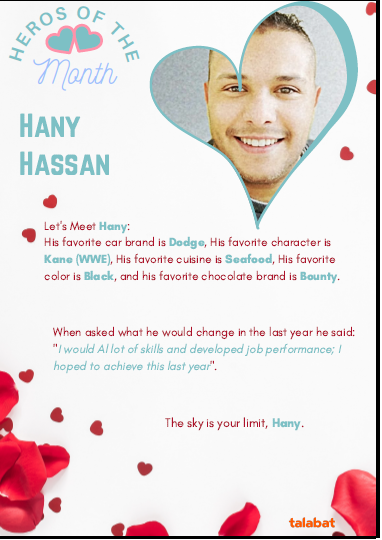 HEROS OF THE
Month
HANY
HASSAN
Let's Meet Hany:
His favorite car brand is Dodge, His favorite character is
Kane (WWE), His favorite cuisine is Seafood, His favorite
color is Black, and his favorite chocolate brand is Bounty.
When asked what he would change in the last year he said:
"I would Al lot of skills and developed job performance; I
hoped to achieve this last year".
The sky is your limit, Hany.
talabat